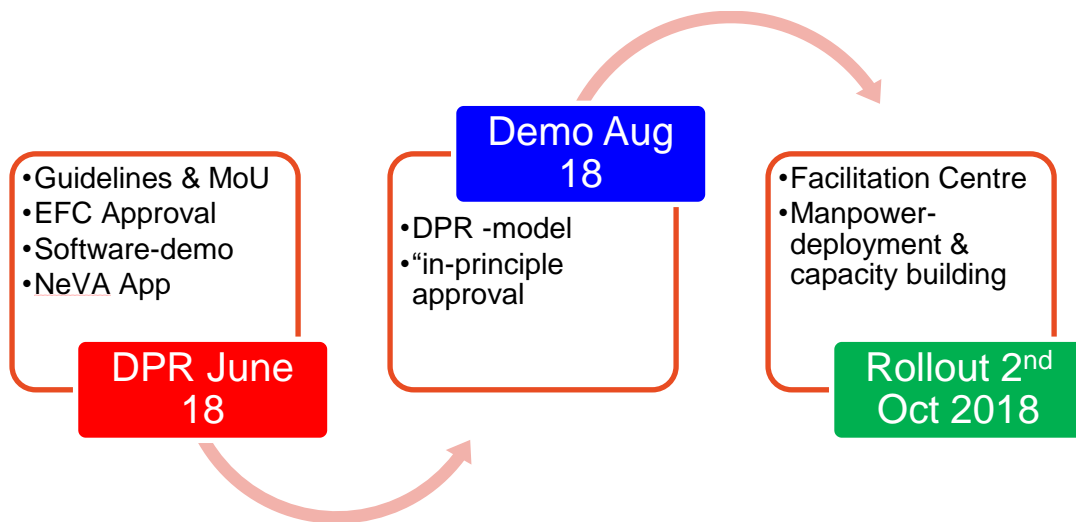 •Guidelines & MoU
•EFC Approval
•Software-demo
•NeVA App
DPR June
18
Demo Aug
18
•DPR -model
•“in-principle
approval
•Facilitation Centre
•Manpower-
deployment &
capacity building
Rollout 2nd
Oct 2018